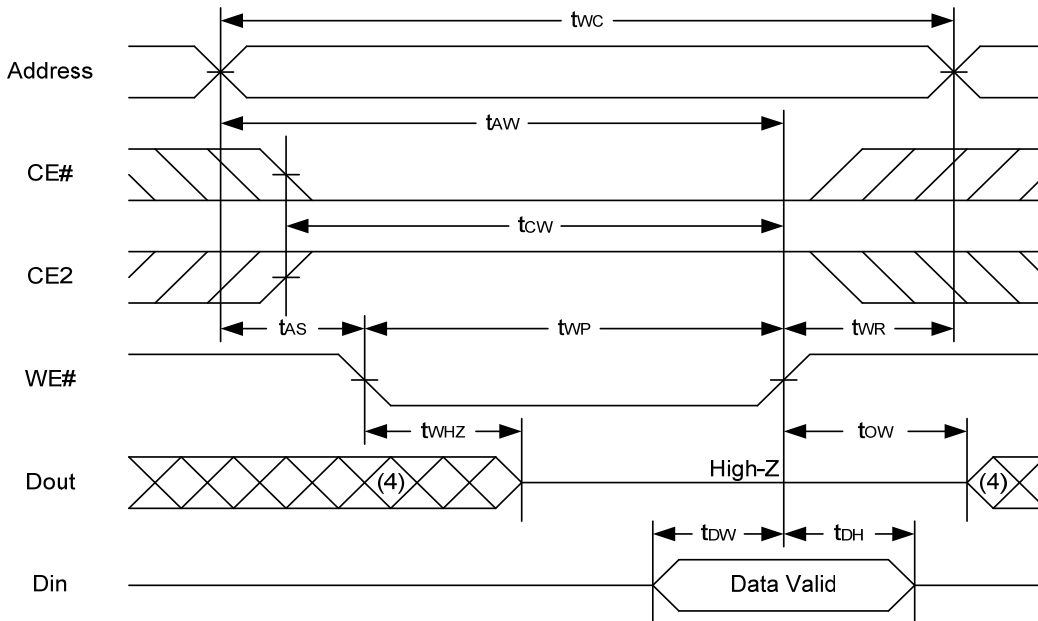 tWC
Address
tAW
CE#
tCW
CE2
tAS
tWP
tWR
WE#
tWHZ
tOW
High-Z
Dout
(4)
(4)
tDW
tDH
Din
Data Valid